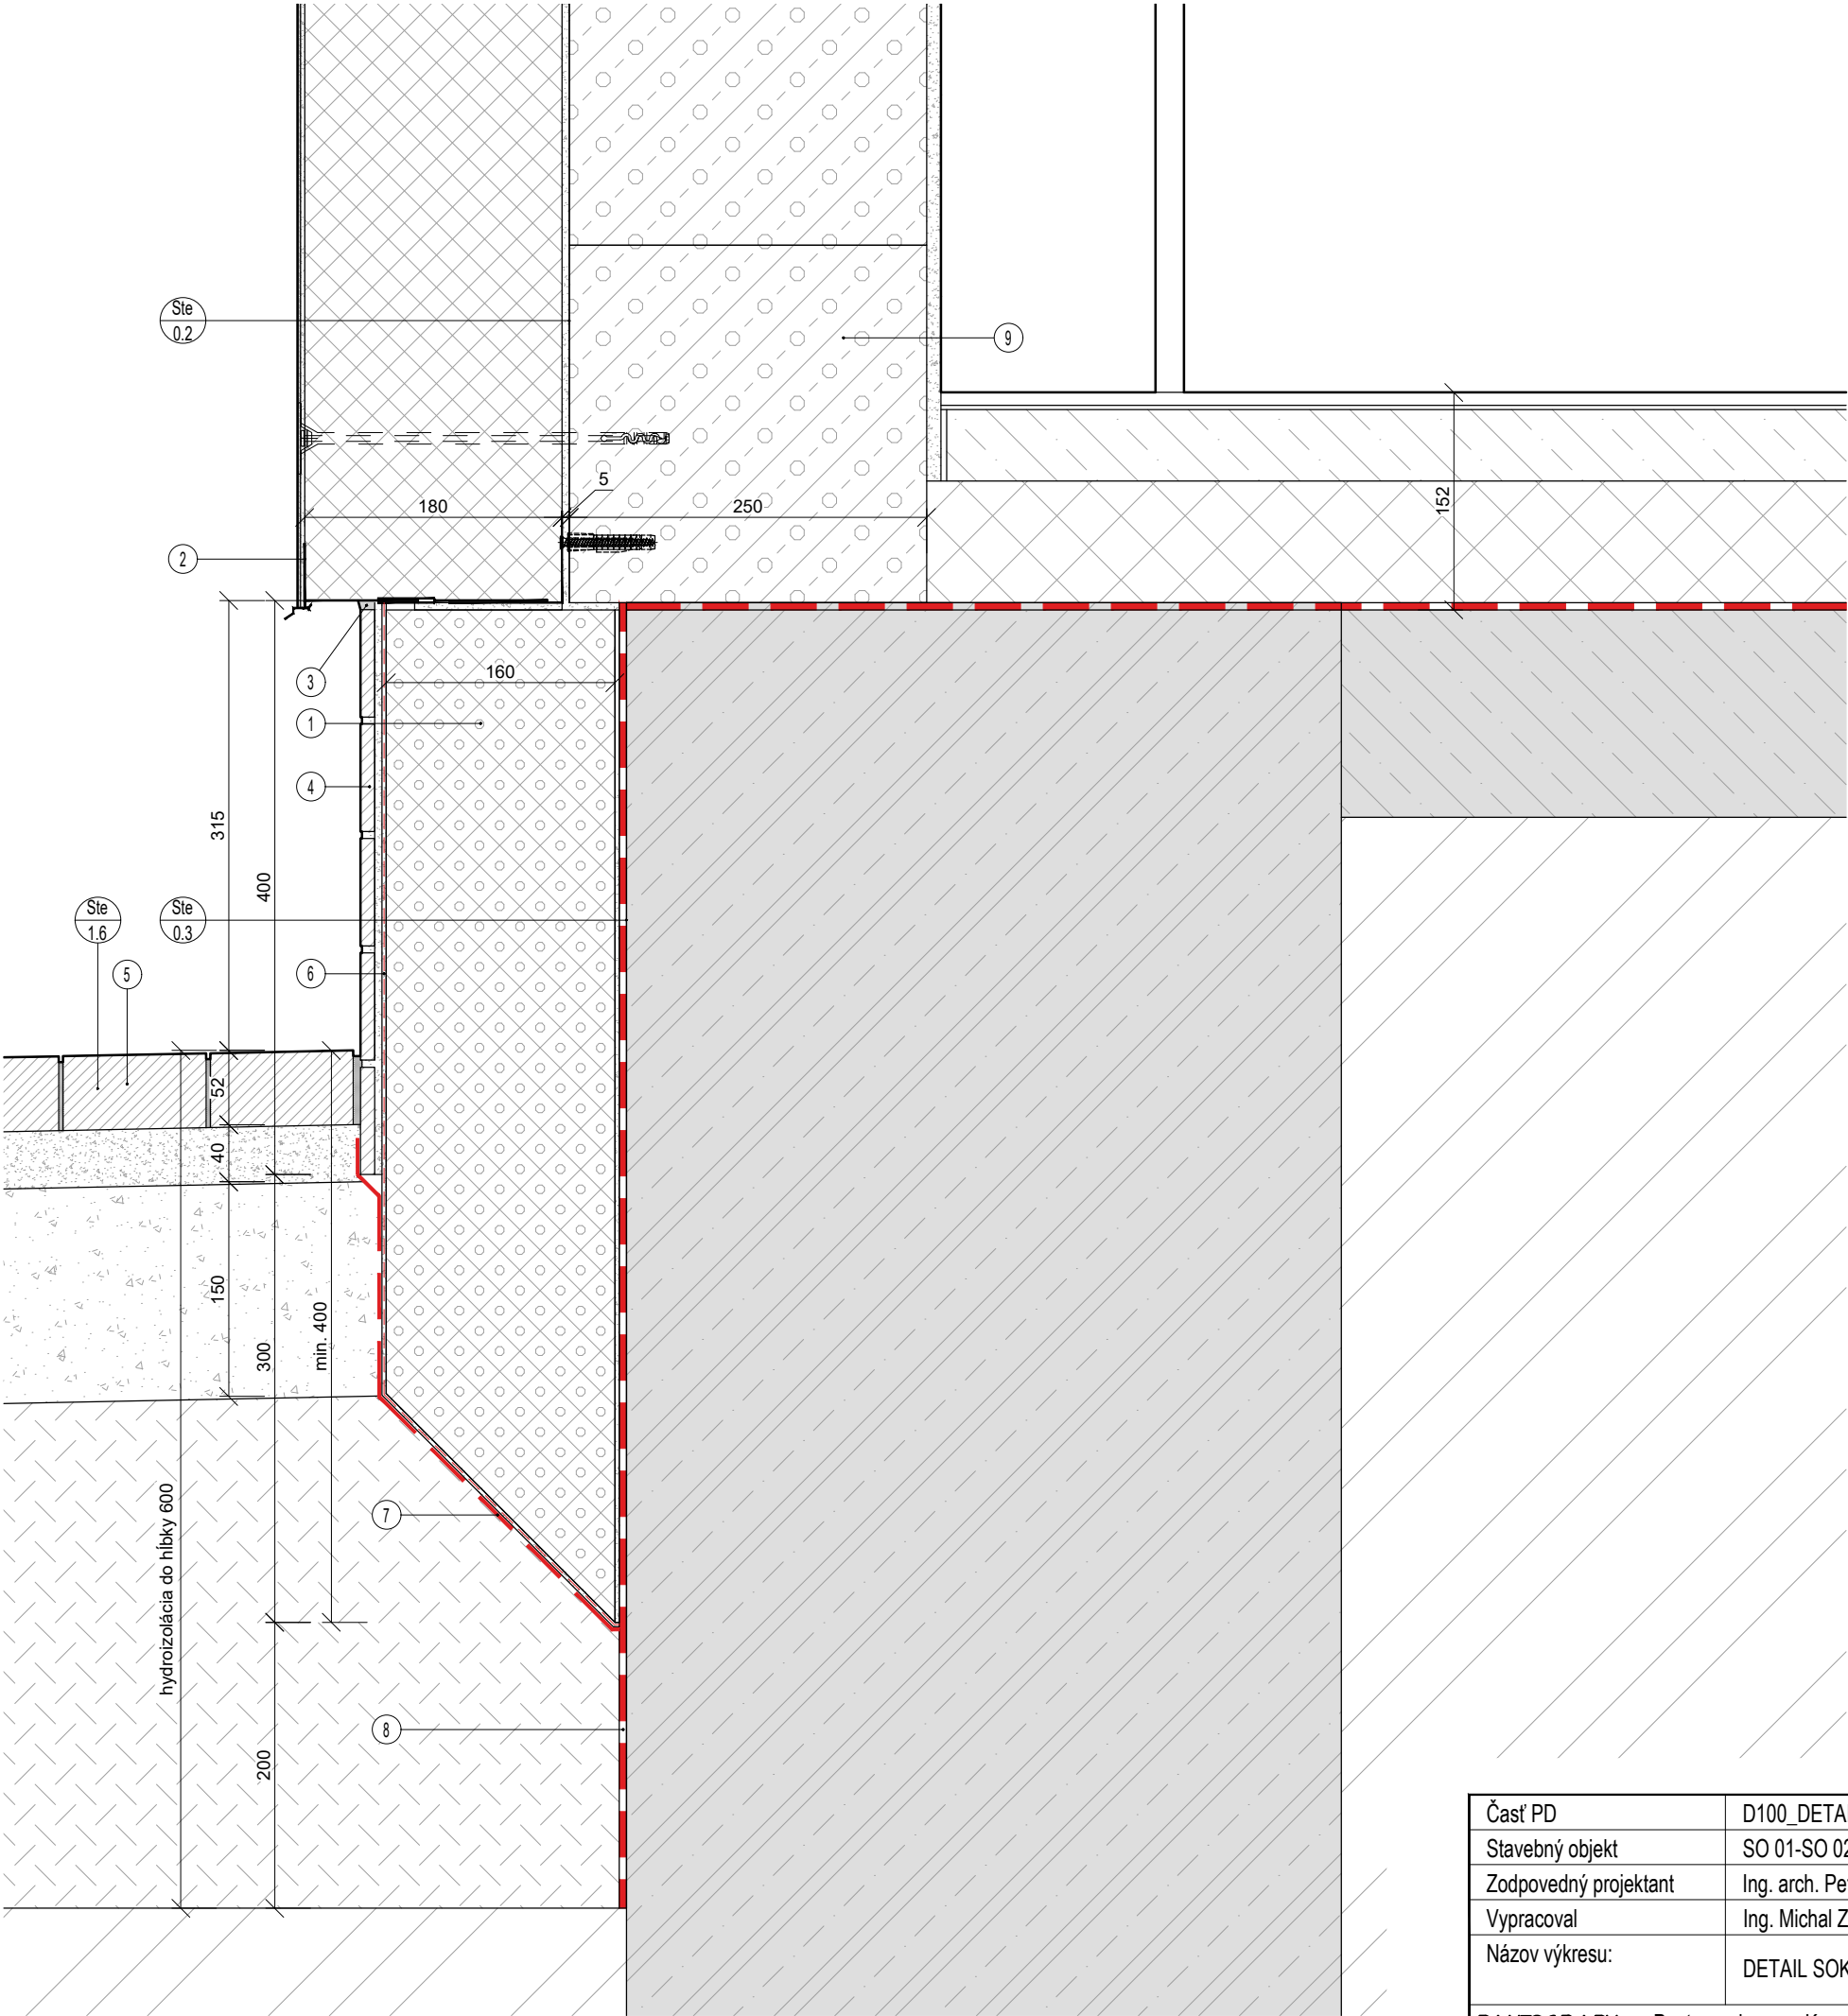 Ste
0.2
9
5
180
250
152
2
3
160
1
4
315
400
Ste
1.6
Ste
0.3
5
6
52
40
150
300
min. 400
hydroizolácia do hĺbky 600
7
8
200
Časť PD D100_DETA
Stavebný objekt SO 01-SO 02
Zodpovedný projektant Ing. arch. Pe
Vypracoval Ing. Michal Z
Názov výkresu:
DETAIL SOK